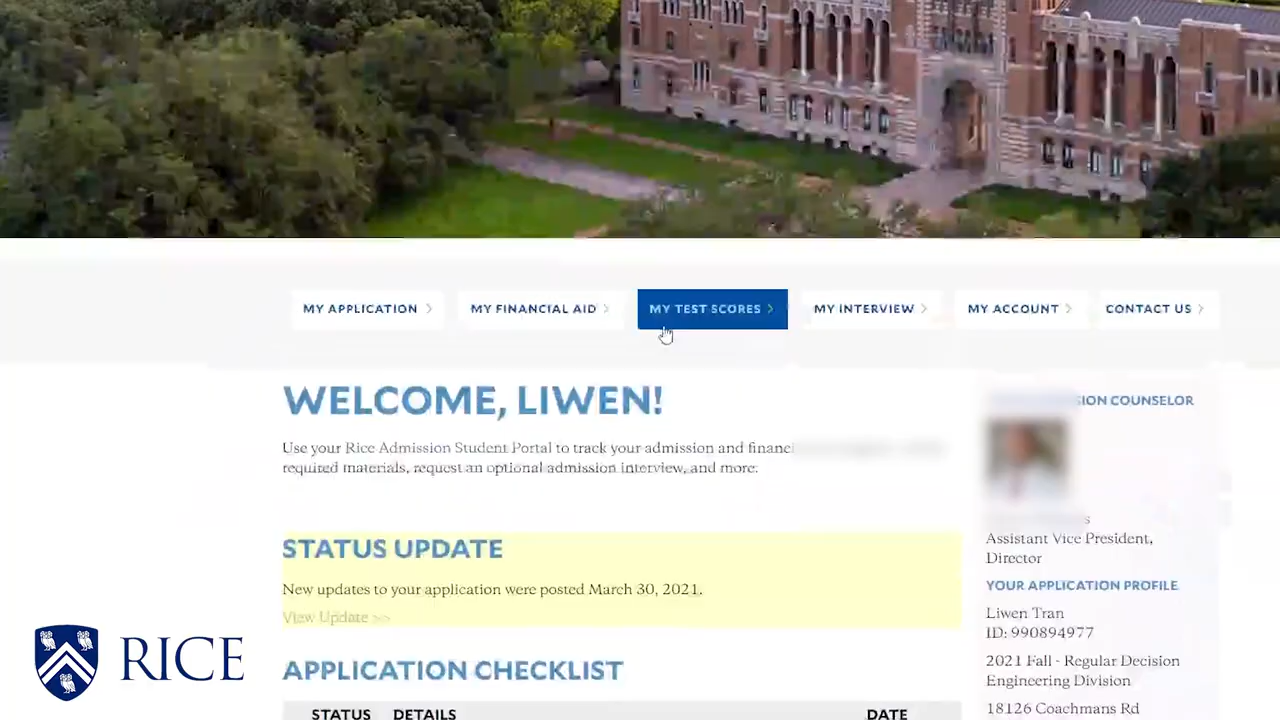 MY APPLICATION
MY FINANCIAL AID
MY TEST SCORES
MY INTERVIEW
MY ACCOUNT
CONTACT US
WELCOME, LIWEN!
Use your Rice Admission Student Portal to track your admission and
required materials, request an optional admission interview, and more.
STATUS UPDATE
New updates to your application were posted March 30, 2021.
View Update >>
APPLICATION CHECKLIST
STATUS DETAILS DATE
COUNSELOR
Assistant Vice President,
Director
YOUR APPLICATION PROFILE
Liwen Tran
ID: 990894977
2021 Fall - Regular Decision
Engineering Division
18126 Coachmans Rd
RICE